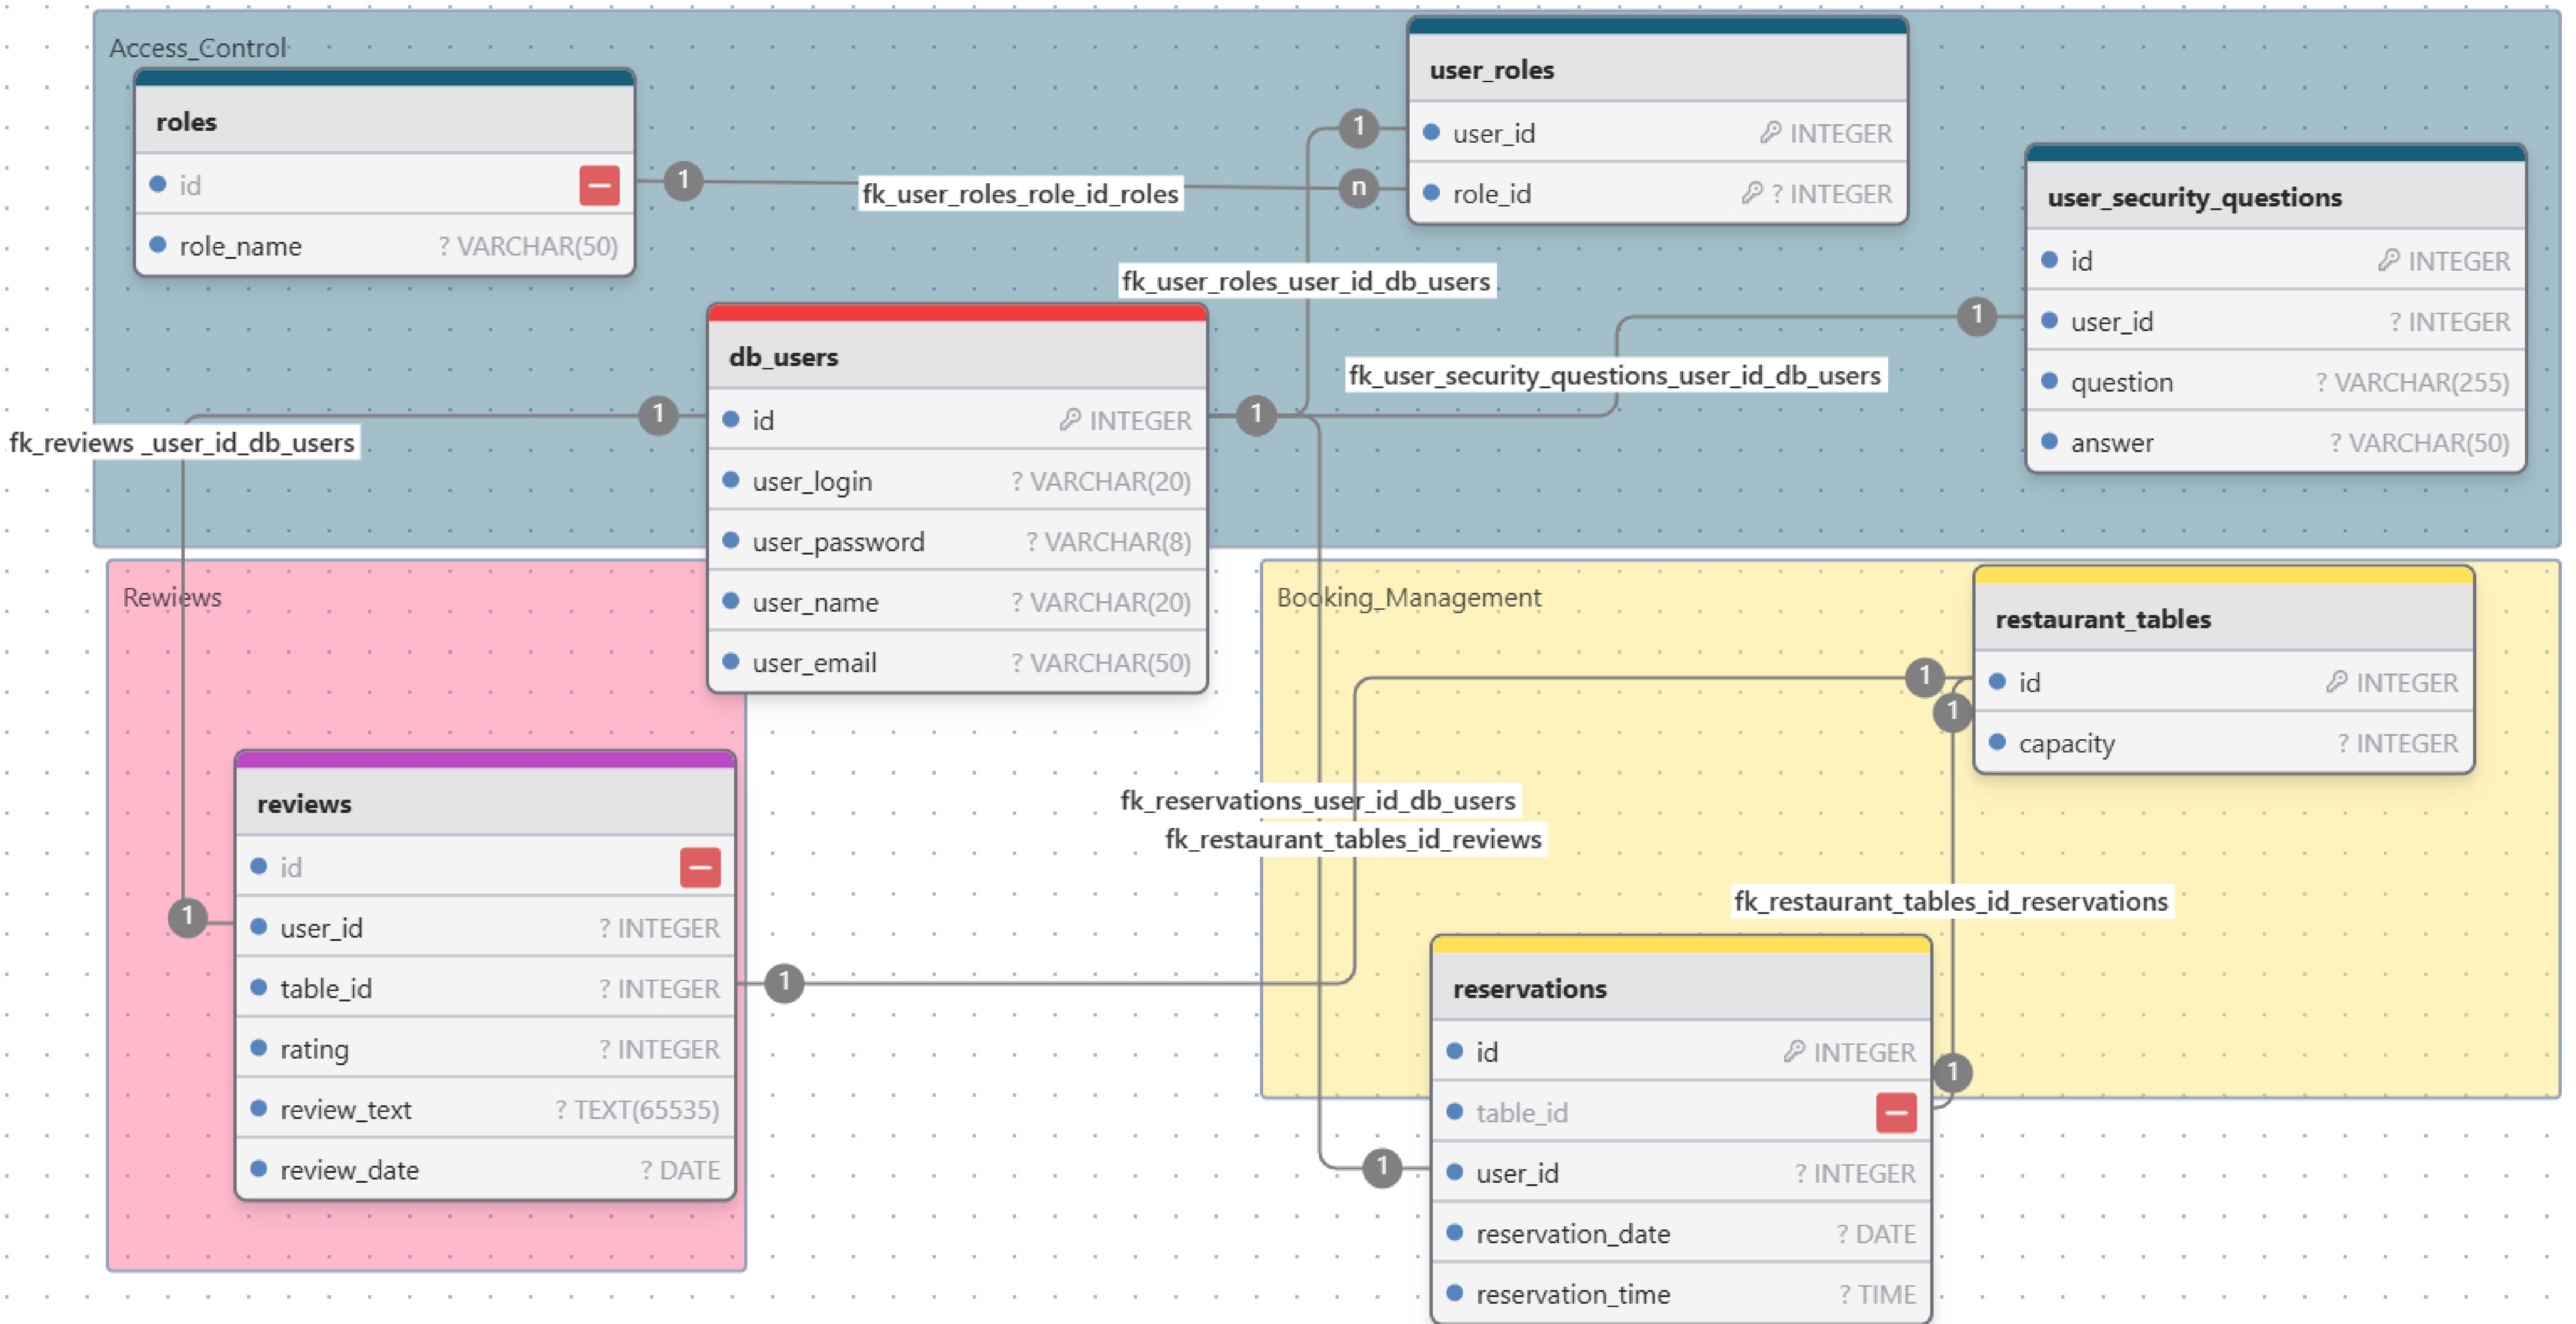 Access_Control
roles
id
role_name ? VARCHAR(50)
1
fk_user_roles_role_id_roles
n
user_roles
user_id INTEGER
role_id ? INTEGER
1
fk_user_roles_user_id_db_users
user_security_questions
id INTEGER
user_id ? INTEGER
question ? VARCHAR(255)
answer ? VARCHAR(50)
1
fk_user_security_questions_user_id_db_users
db_users
id INTEGER
user_login ? VARCHAR(20)
user_password ? VARCHAR(8)
user_name ? VARCHAR(20)
user_email ? VARCHAR(50)
1
1
fk_reviews _user_id_db_users
Rewiews
reviews
id
user_id ? INTEGER
table_id ? INTEGER
rating ? INTEGER
review_text ? TEXT(65535)
review_date ? DATE
1
1
Booking_Management
restaurant_tables
id INTEGER
capacity ? INTEGER
1
1
fk_reservations_user_id_db_users
fk_restaurant_tables_id_reviews
fk_restaurant_tables_id_reservations
reservations
id INTEGER
table_id
user_id ? INTEGER
reservation_date ? DATE
reservation_time ? TIME
1
1